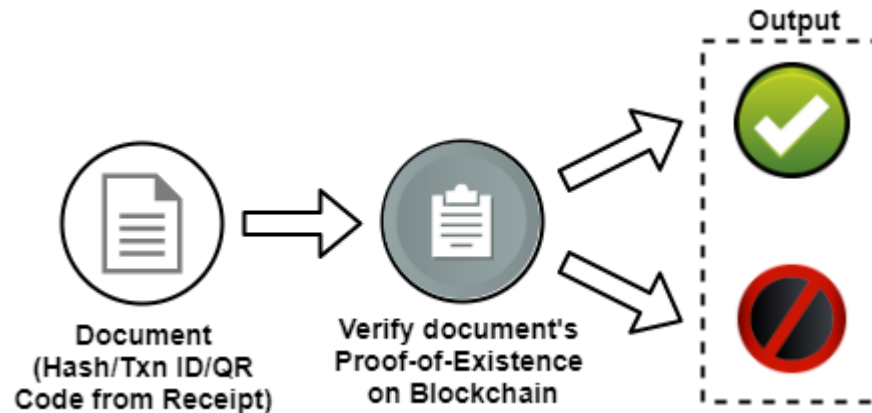 Output
Document
(Hash/Txn ID/QR
Code from Receipt)
Verify document's
Proof-of-Existence
on Blockchain